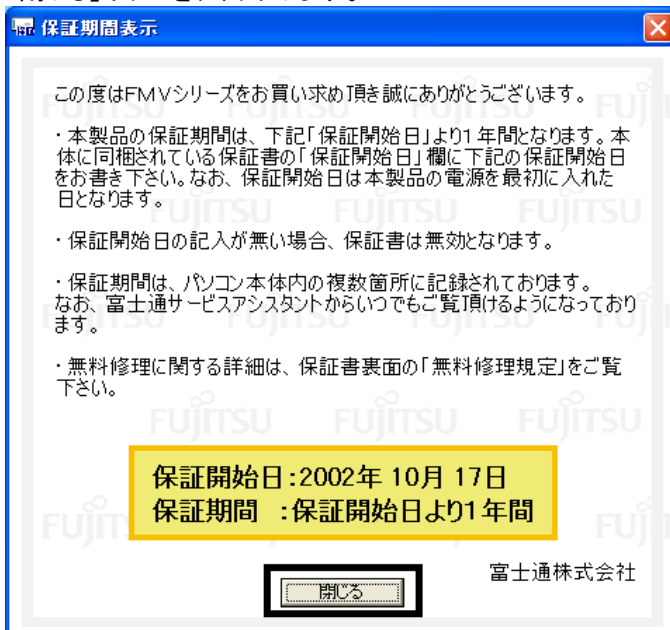 保証期間表示
この度はFMVシリーズをお買い求め頂き誠にありがとうございます。
・本製品の保証期間は、下記「保証開始日」より1年間となります。本
体に同梱されている保証書の「保証開始日」欄に下記の保証開始日
をお書き下さい。なお、保証開始日は本製品の電源を最初に入れた
日となります。
・保証開始日の記入が無い場合、保証書は無効となります。
・保証期間は、パソコン本体内の複数箇所に記録されております。
なお、富士通サービスアシスタントからいつでもご覧頂けるようになっており
ます。
・無料修理に関する詳細は、保証書裏面の「無料修理規定」をご覧
下さい。
FUJITSU FUJITSU FUJITSU
保証開始日:2002年 10月 17日
保証期間 :保証開始日より1年間
富士通株式会社
閉じる